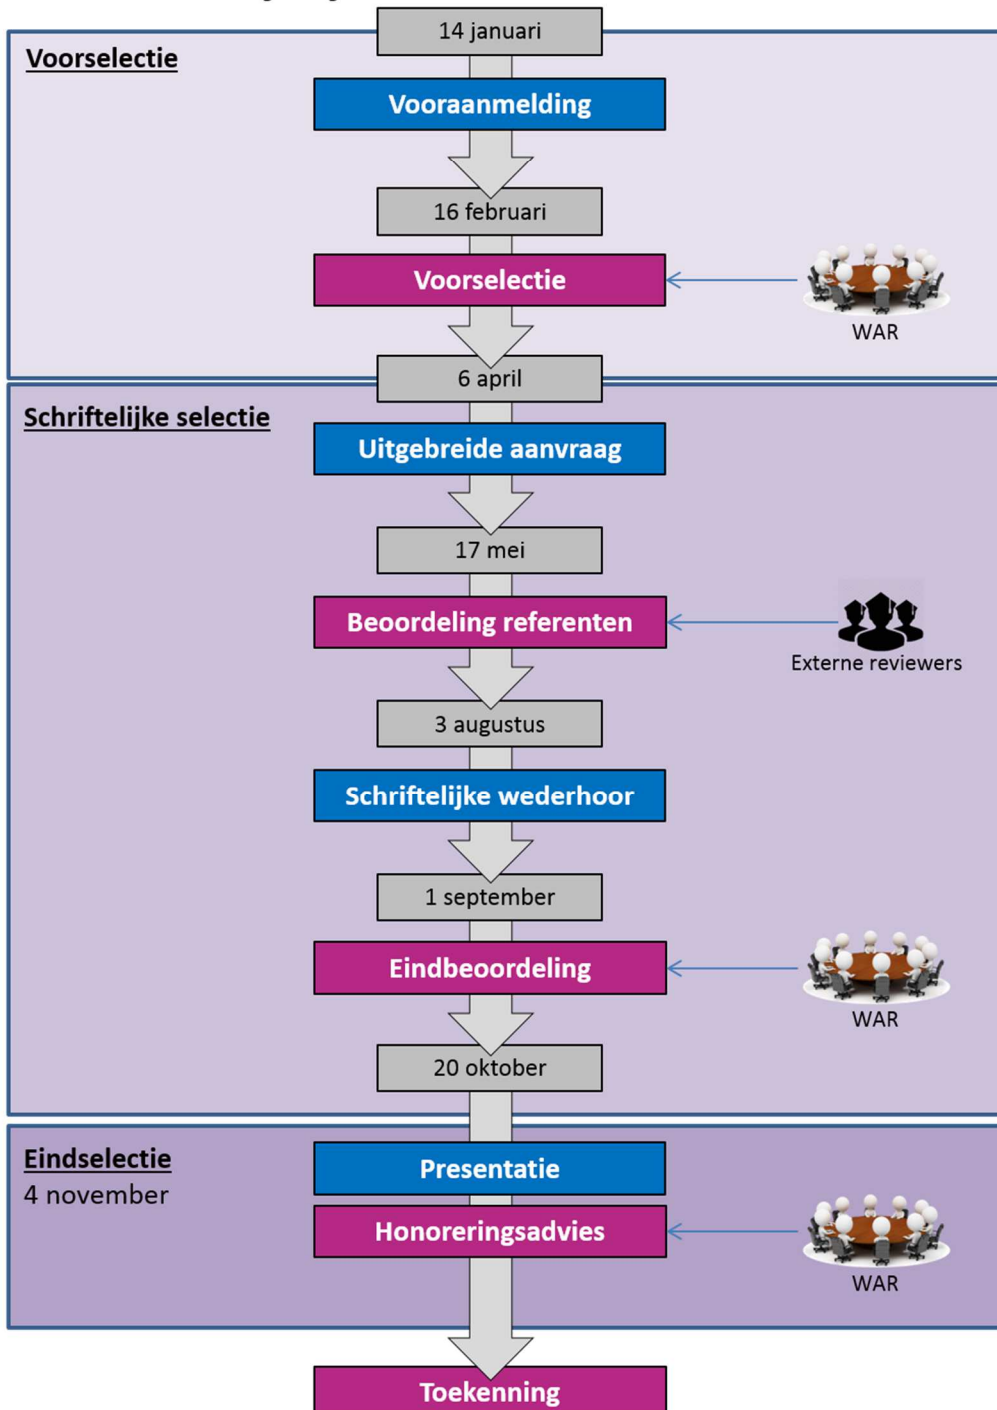 14 januari
Voorselectie
Vooraanmelding
16 februari
Voorselectie
WAR
6 april
Schriftelijke selectie
Uitgebreide aanvraag
17 mei
Beoordeling referenten
Externe reviewers
3 augustus
Schriftelijke wederhoor
1 september
Eindbeoordeling
WAR
20 oktober
Eindselectie
4 november
Presentatie
Honoreringsadvies
WAR
Toekenning